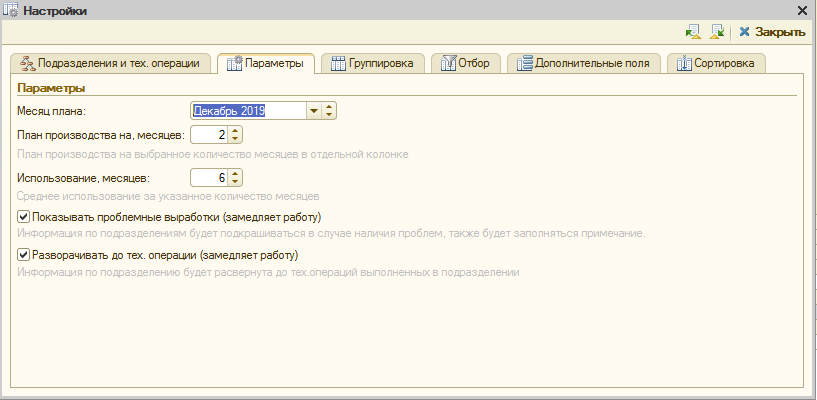 Настройки
Закрыть
Подразделения и тех. операции
Параметры
Группировка
Отбор
Дополнительные поля
Сортировка
Параметры
Месяц плана: Декабрь 2019
План производства на, месяцев: 2
План производства на выбранное количество месяцев в отдельной колонке
Использование, месяцев: 6
Среднее использование за указанное количество месяцев
Показывать проблемные выработки (замедляет работу)
Информация по подразделениям будет подкрашиваться в случае наличия проблем, также будет заполняться примечание.
Разворачивать до тех. операции (замедляет работу)
Информация по подразделению будет развернута до тех.операций выполненных в подразделении